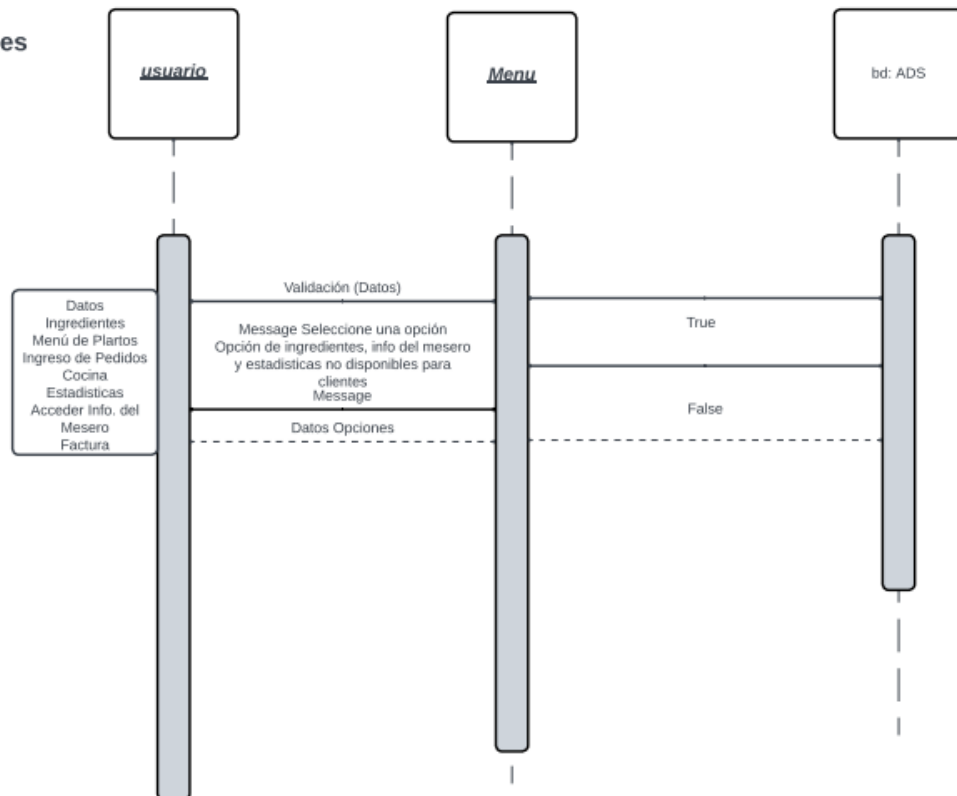 es
usuario
Menu
bd: ADS
Validación (Datos)
Datos
Ingredientes
Menú de Plartos
Ingreso de Pedidos
Cocina
Estadisticas
Acceder Info. del
Mesero
Factura
Message Seleccione una opción
Opción de ingredientes, info del mesero
y estadisticas no disponibles para
clientes
Message
Datos Opciones
True
False